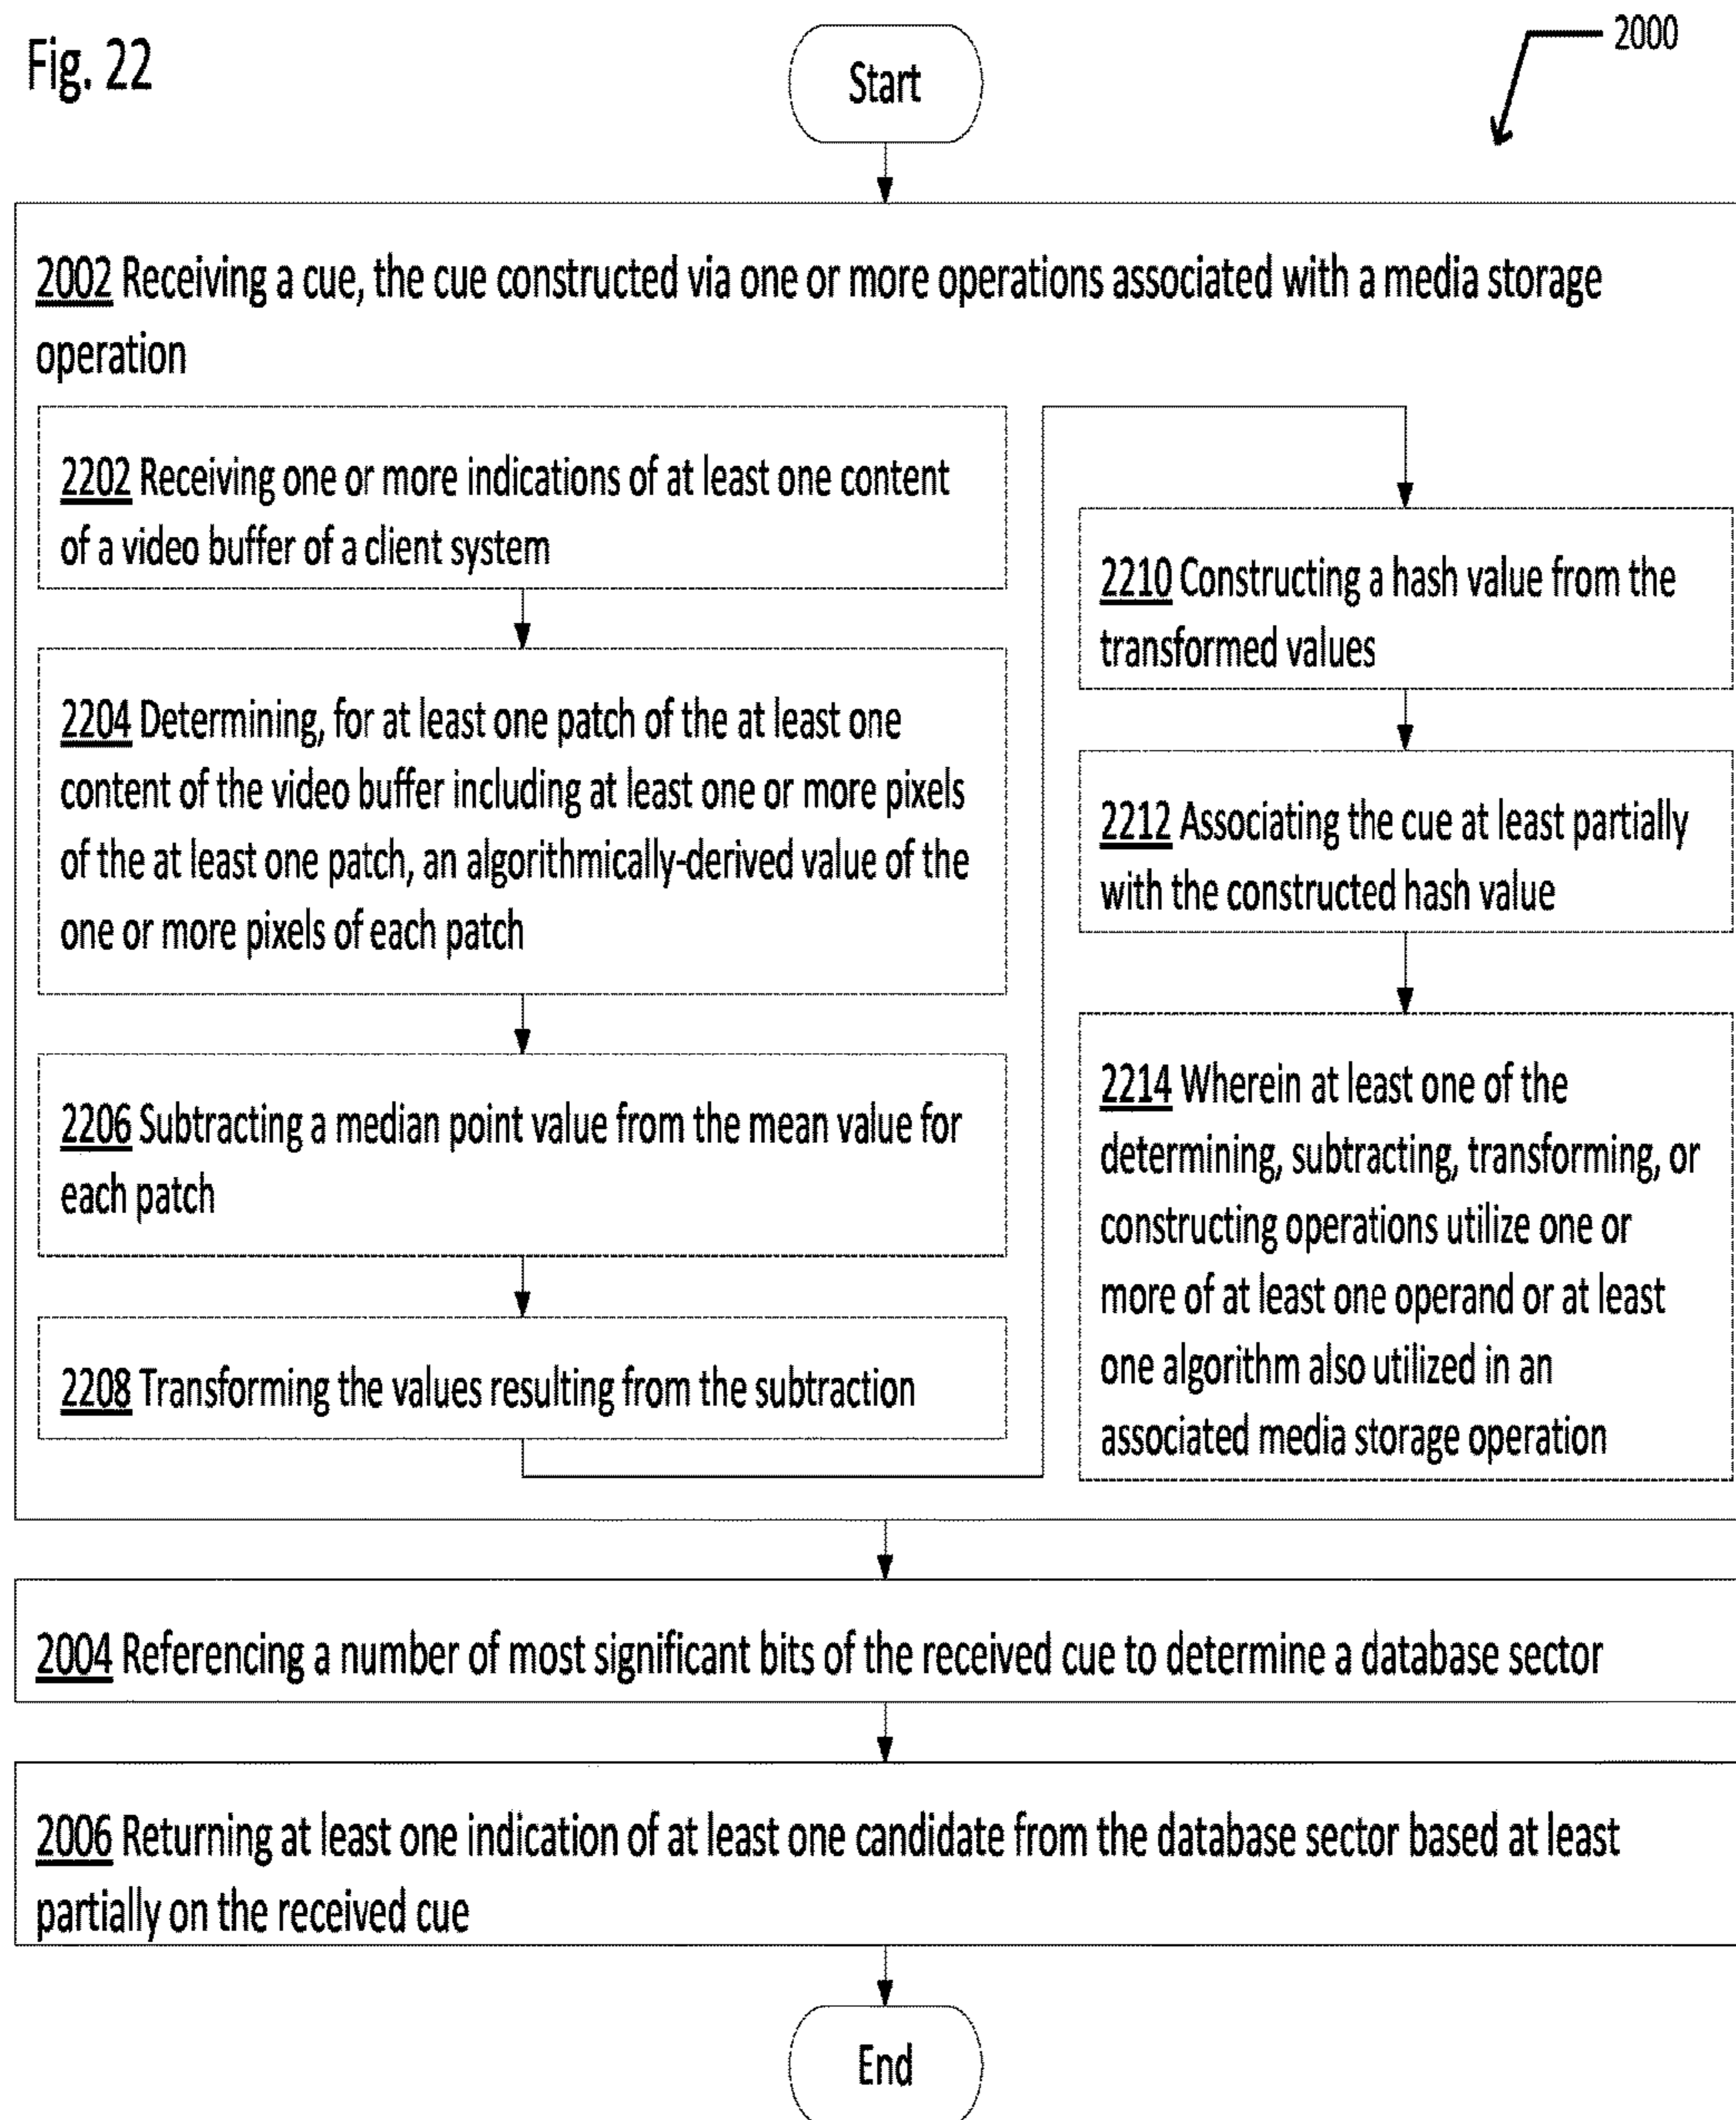 Fig. 22
2000
Start
2002 Receiving a cue, the cue constructed via one or more operations associated with a media storage
operation
2202 Receiving one or more indications of at least one content
of a video buffer of a client system
2204 Determining, for at least one patch of the at least one
content of the video buffer including at least one or more pixels
of the at least one patch, an algorithmically-derived value of the
one or more pixels of each patch
2206 Subtracting a median point value from the mean value for
each patch
2208 Transforming the values resulting from the subtraction
2210 Constructing a hash value from the
transformed values
2212 Associating the cue at least partially
with the constructed hash value
2214 Wherein at least one of the
determining, subtracting, transforming, or
constructing operations utilize one or
more of at least one operand or at least
one algorithm also utilized in an
associated media storage operation
2004 Referencing a number of most significant bits of the received cue to determine a database sector
2006 Returning at least one indication of at least one candidate from the database sector based at least
partially on the received cue
End